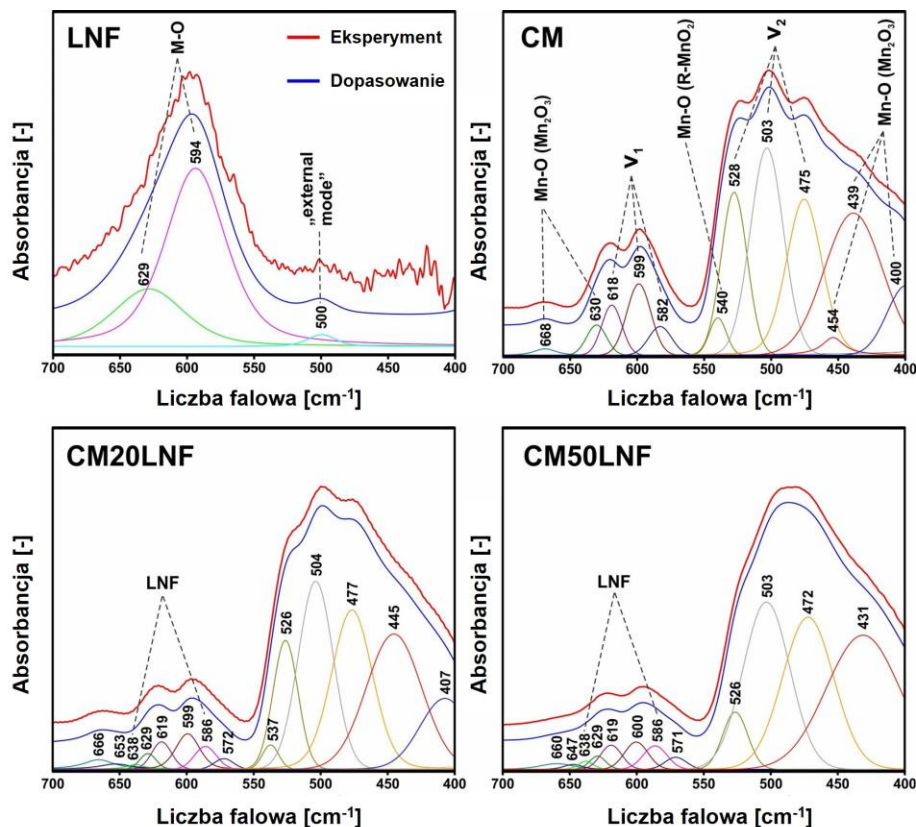 LNF
M-O
Eksperyment
Dopasowanie
Absorbancja [-]
594
629
„external
mode”
500
700 650 600 550 500 450 400
Liczba falowa [cm-1]
CM
Mn-O (Mn2O3)
V1
Mn-O (R-MnO2)
V2
Mn-O (Mn2O3)
Absorbancja [-]
668
630
618
599
582
540
528
503
475
454
439
400
700 650 600 550 500 450 400
Liczba falowa [cm-1]
CM20LNF
LNF
Absorbancja [-]
666
653
638
629
619
599
586
572
537
526
504
477
445
407
700 650 600 550 500 450 400
Liczba falowa [cm-1]
CM50LNF
LNF
Absorbancja [-]
660
647
638
629
619
600
586
571
526
503
472
431
700 650 600 550 500 450 400
Liczba falowa [cm-1]